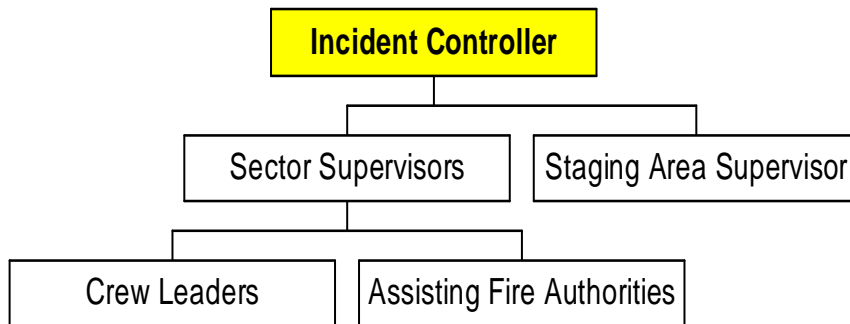 Incident Controller
Sector Supervisors
Staging Area Supervisor
Crew Leaders
Assisting Fire Authorities